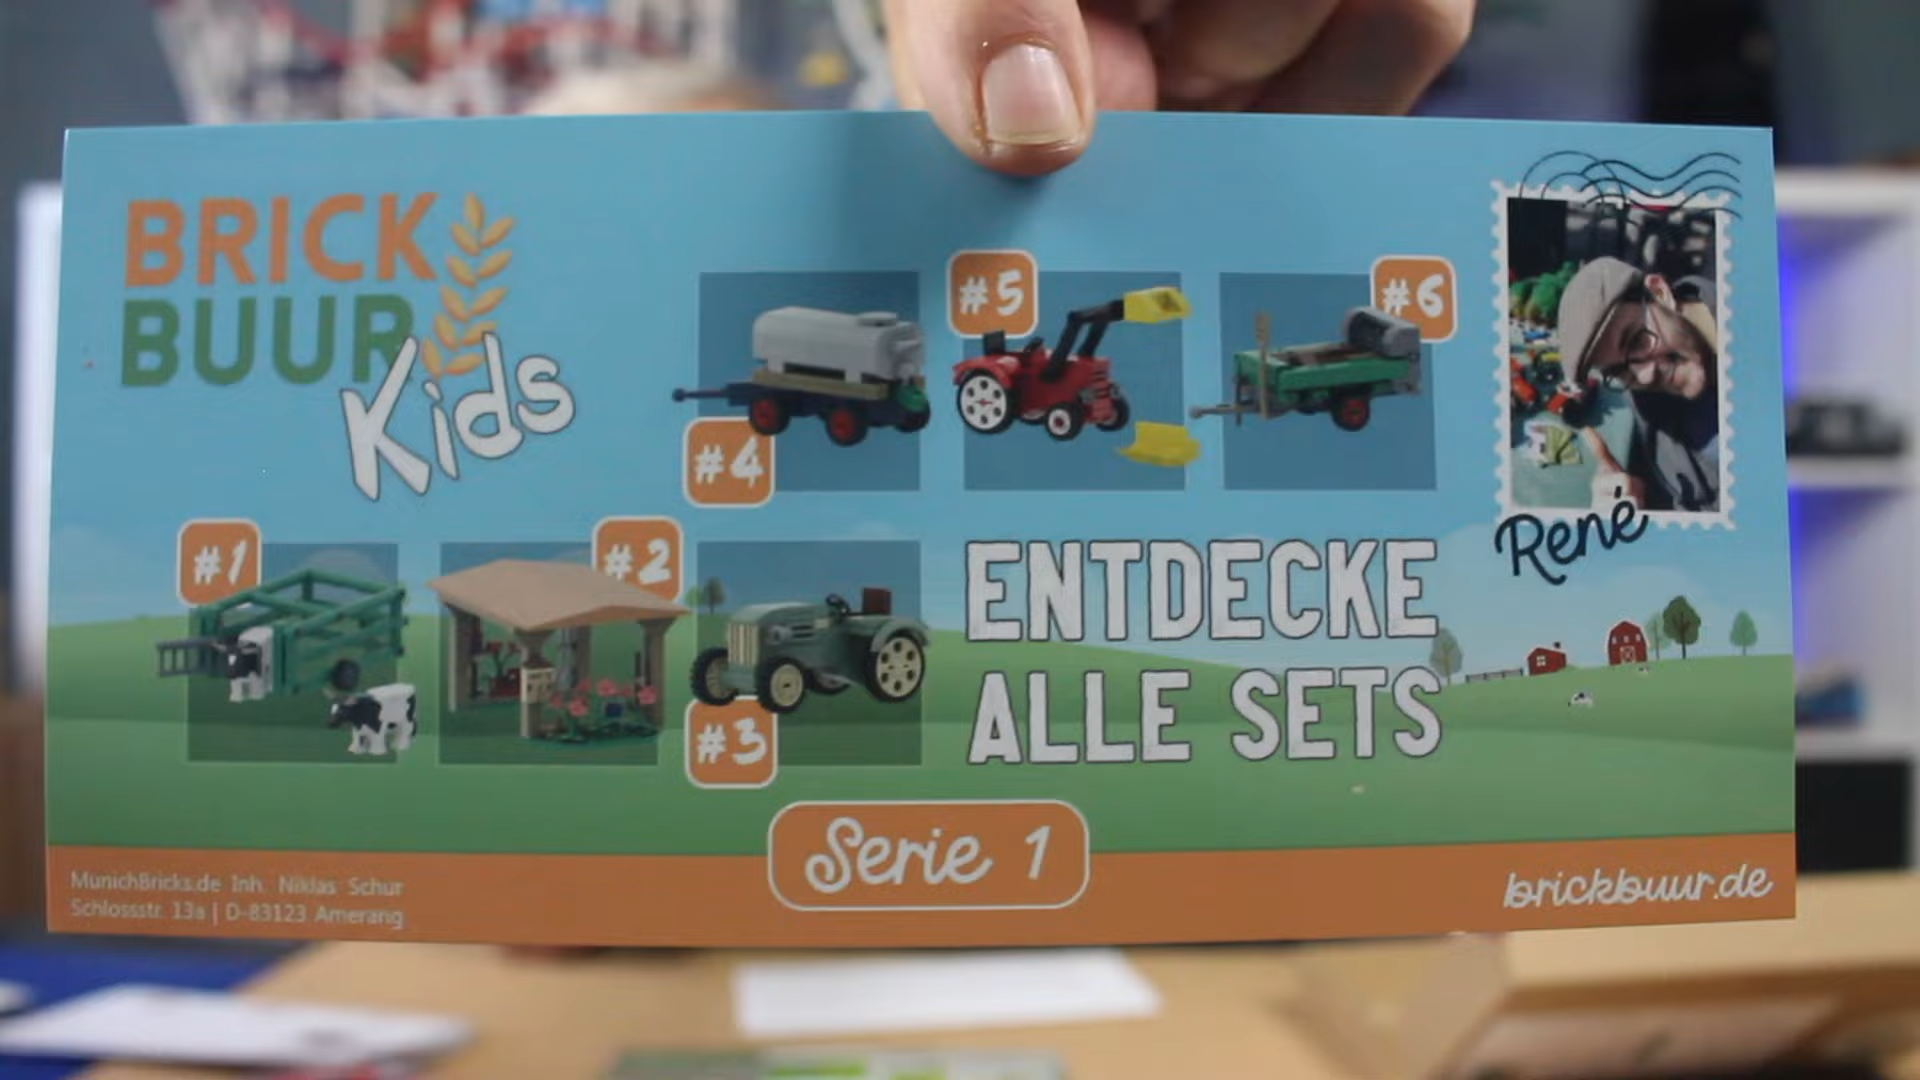 BRICK
BUUR
Kids
#4
#5
#6
René
#1
#2
#3
ENTDECKE
ALLE SETS
Serie 1
MunichBricks.de Inh. Niklas Schur
Schlossstr. 13a | D-83123 Amerang
brickbuur.de